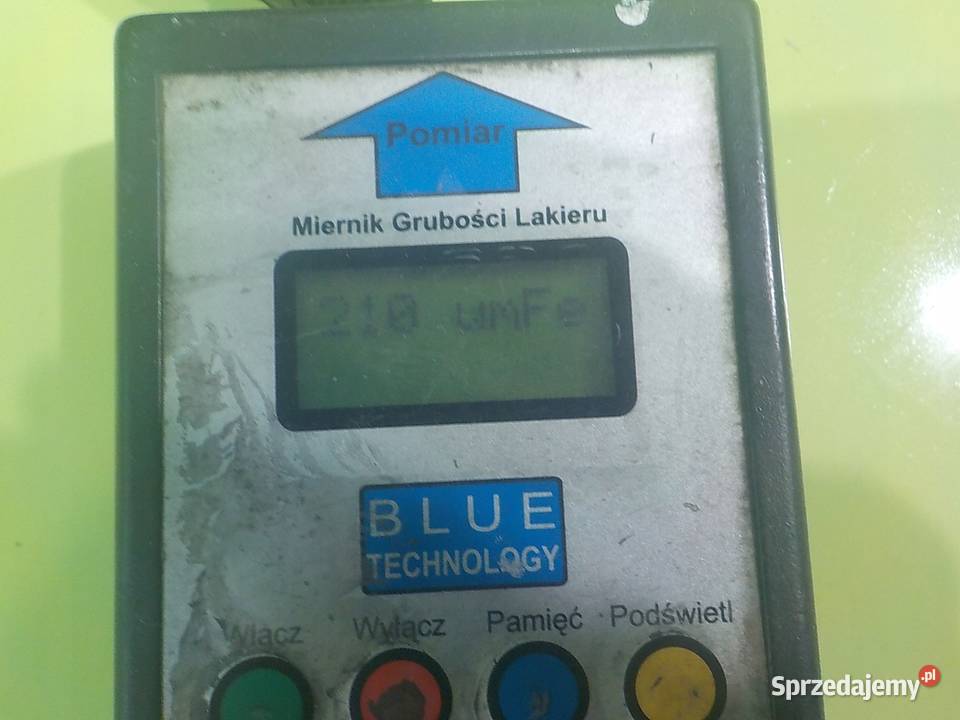 Pomiar
Miernik Grubości Lakieru
210 umFe
BLUE
TECHNOLOGY
Włącz Wyłącz Pamięć Podświetl
Sprzedajemy.pl